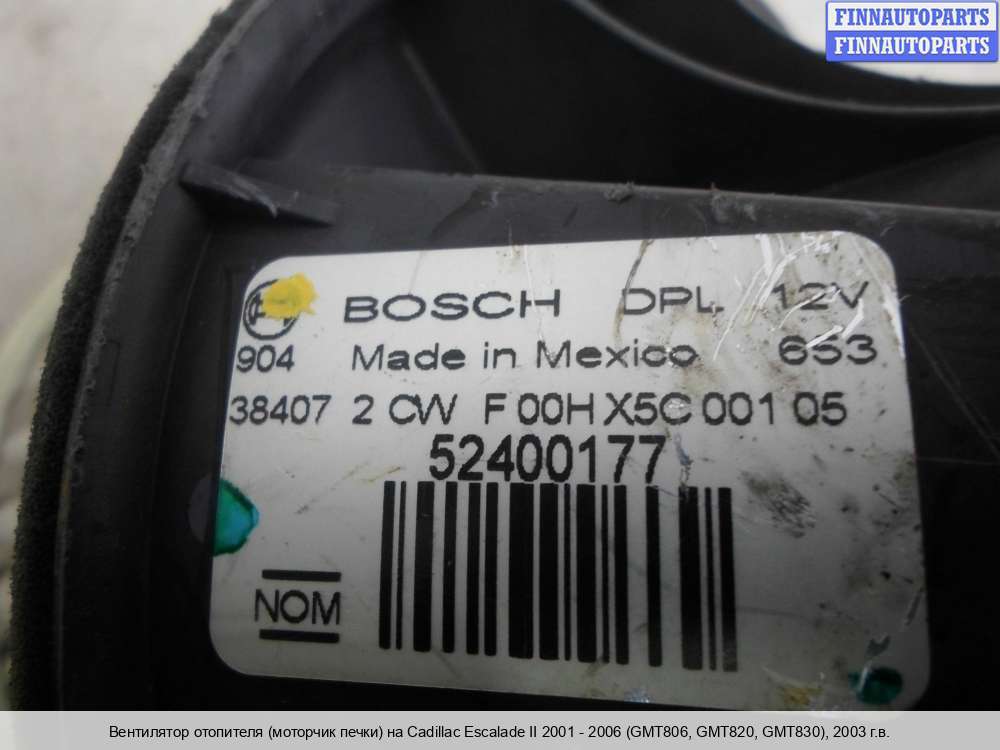 FINNAUTOPARTS
FINNAUTOPARTS
BOSCH DPL 12V
904 Made in Mexico 653
38407 2 CW F 00H X5C 001 05
52400177
NOM
Вентилятор отопителя (моторчик печки) на Cadillac Escalade II 2001 - 2006 (GMT806, GMT820, GMT830), 2003 г.в.